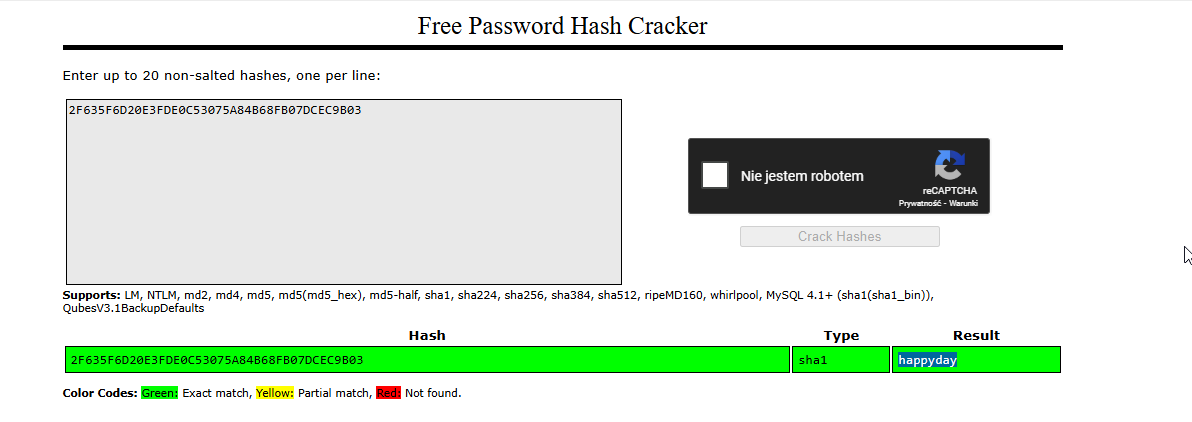 Free Password Hash Cracker
Enter up to 20 non-salted hashes, one per line:
2F635F6D20E3FDE0C53075A84B68FB07DCEC9B03
Nie jestem robotem
reCAPTCHA
Prywatność - Warunki
Crack Hashes
Supports: LM, NTLM, md2, md4, md5, md5(md5_hex), md5-half, sha1, sha224, sha256, sha384, sha512, ripeMD160, whirlpool, MySQL 4.1+ (sha1(sha1_bin)),
QubesV3.1BackupDefaults
Hash Type Result
2F635F6D20E3FDE0C53075A84B68FB07DCEC9B03 sha1 happyday
Color Codes: Green: Exact match, Yellow: Partial match, Red: Not found.